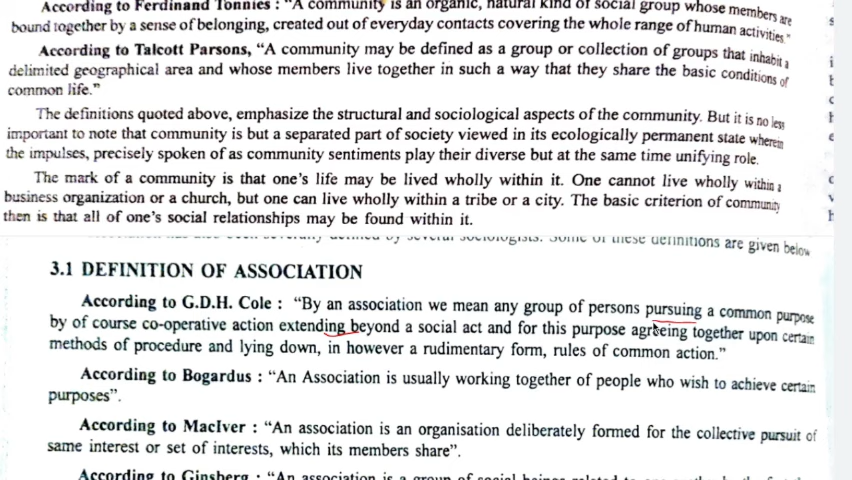 According to Ferdinand Tonnies : "A community is an organic, natural kind of social group whose members are
bound together by a sense of belonging, created out of everyday contacts covering the whole range of human activities."
According to Talcott Parsons, "A community may be defined as a group or collection of groups that inhabit a
delimited geographical area and whose members live together in such a way that they share the basic conditions of
common life."
The definitions quoted above, emphasize the structural and sociological aspects of the community. But it is no less
important to note that community is but a separated part of society viewed in its ecologically permanent state wherein
the impulses, precisely spoken of as community sentiments play their diverse but at the same time unifying role.
The mark of a community is that one's life may be lived wholly within it. One cannot live wholly within a
business organization or a church, but one can live wholly within a tribe or a city. The basic criterion of community
then is that all of one's social relationships may be found within it.
defined by several sociologists. Some of these definitions are given below
3.1 DEFINITION OF ASSOCIATION
According to G.D.H. Cole : "By an association we mean any group of persons pursuing a common purpose
by of course co-operative action extending beyond a social act and for this purpose agreeing together upon certain
methods of procedure and lying down, in however a rudimentary form, rules of common action."
According to Bogardus : "An Association is usually working together of people who wish to achieve certain
purposes".
According to MacIver : "An association is an organisation deliberately formed for the collective pursuit of
same interest or set of interests, which its members share".
According to Ginsberg : "An association is a group of social beings related to one